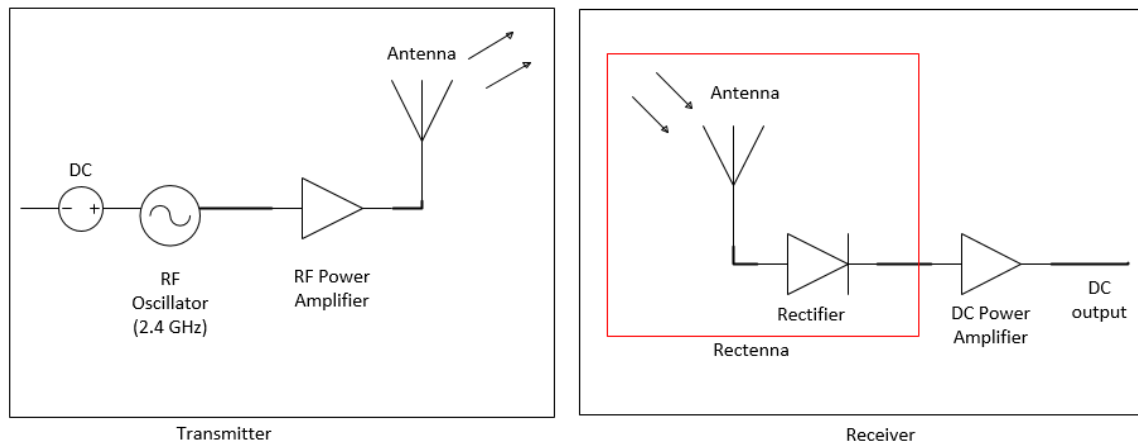 Antenna
DC
− +
RF
Oscillator
(2.4 GHz)
RF Power
Amplifier
Transmitter
Antenna
Rectifier
Rectenna
DC Power
Amplifier
DC
output
Receiver